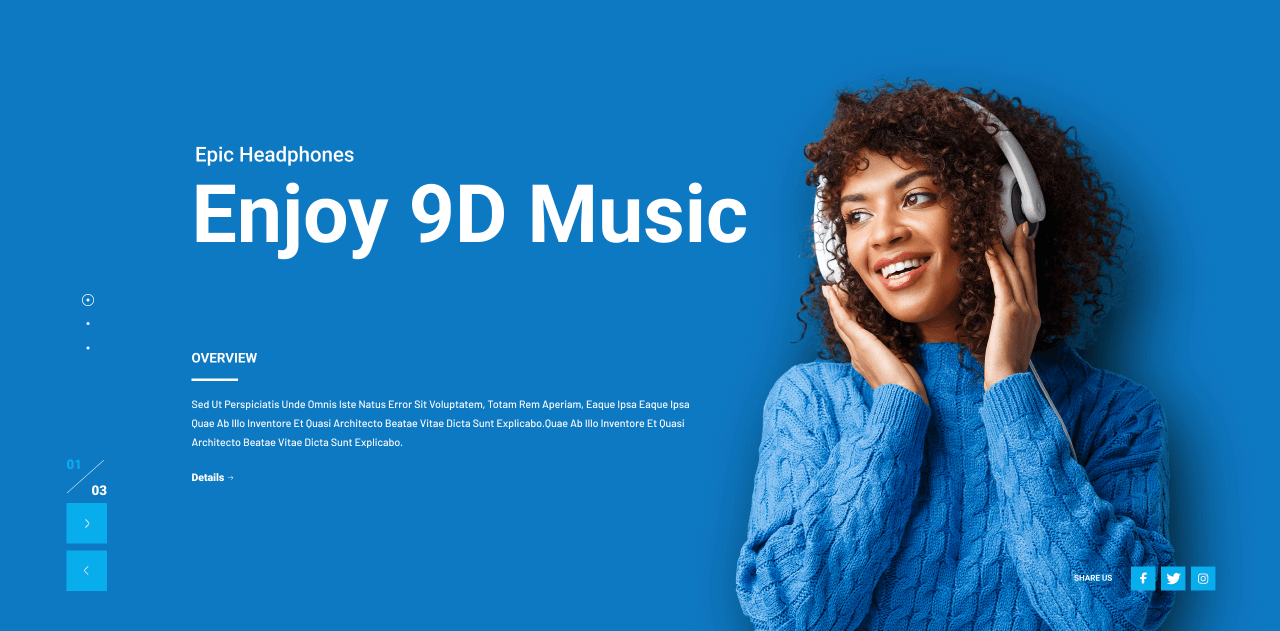 Epic Headphones
Enjoy 9D Music
OVERVIEW
Sed Ut Perspiciatis Unde Omnis Iste Natus Error Sit Voluptatem, Totam Rem Aperiam, Eaque Ipsa Eaque Ipsa
Quae Ab Illo Inventore Et Quasi Architecto Beatae Vitae Dicta Sunt Explicabo.Quae Ab Illo Inventore Et Quasi
Architecto Beatae Vitae Dicta Sunt Explicabo.
Details →
01
03
SHARE US